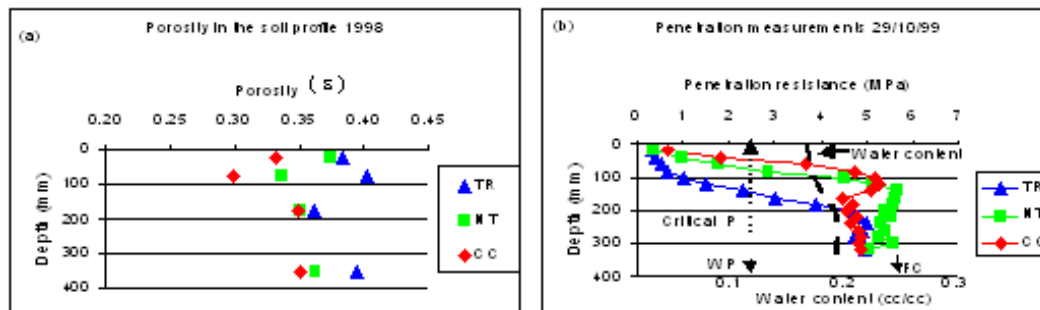 (a)
Porosity in the soil profile 1998
Porosity (ε)
0.20 0.25 0.30 0.35 0.40 0.45
0
100
200
300
400
Depth (mm)
TR
NT
CC
(b)
Penetration measurements 29/10/99
Penetration resistance (MPa)
0 1 2 3 4 5 6 7
0
100
200
300
400
Depth (mm)
Water content
Critical P
WP
FC
0.1 0.2 0.3
Water content (cc/cc)
TR
NT
CC